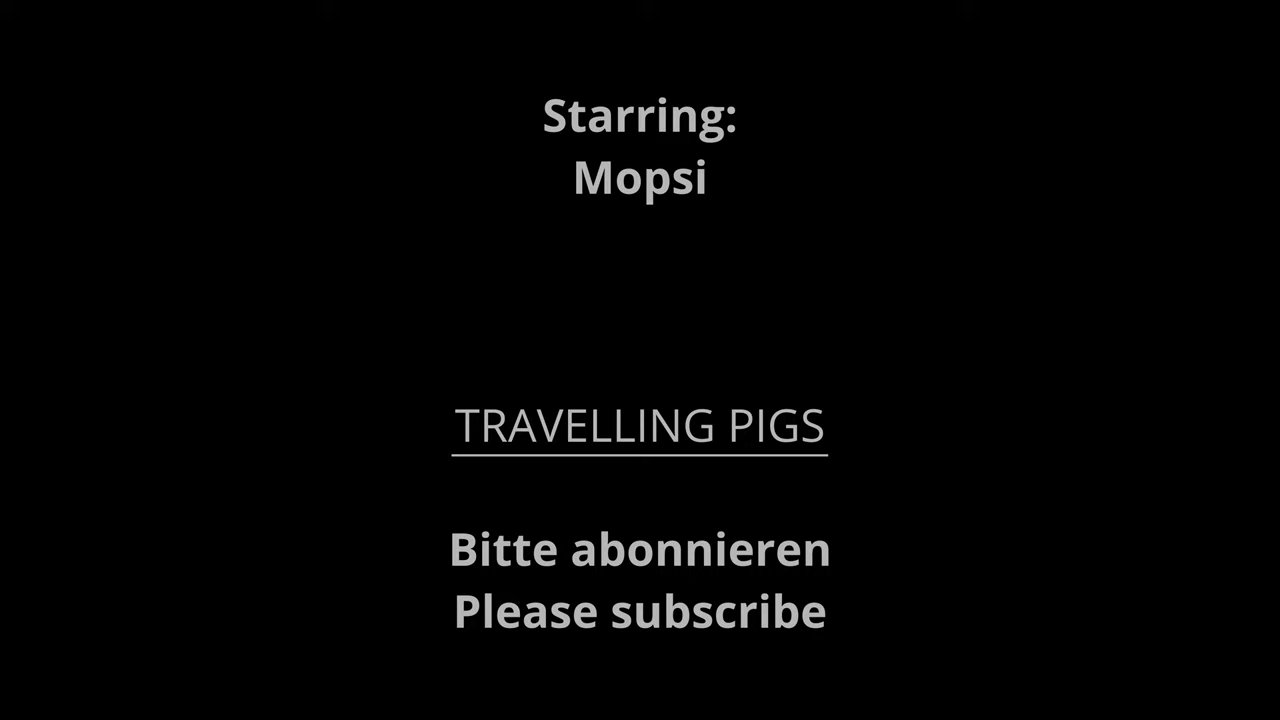 Starring:
Mopsi
TRAVELLING PIGS
Bitte abonnieren
Please subscribe